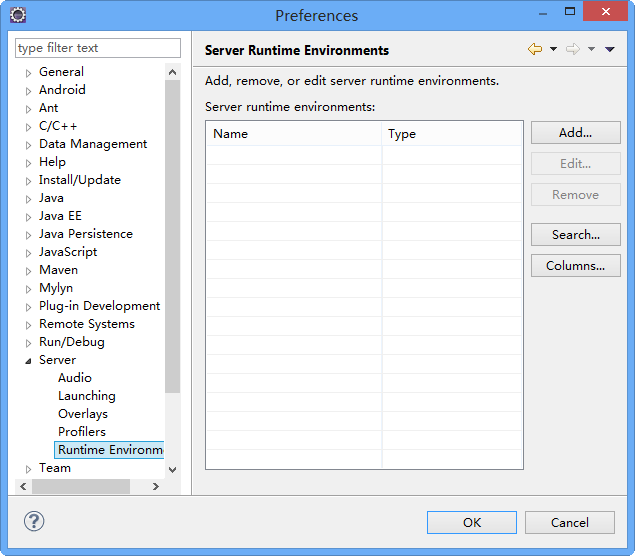 Preferences
type filter text
General
Android
Ant
C/C++
Data Management
Help
Install/Update
Java
Java EE
Java Persistence
JavaScript
Maven
Mylyn
Plug-in Development
Remote Systems
Run/Debug
Server
Audio
Launching
Overlays
Profilers
Runtime Environm
Team
Server Runtime Environments
Add, remove, or edit server runtime environments.
Server runtime environments:
Name Type
Add...
Edit...
Remove
Search...
Columns...
OK Cancel